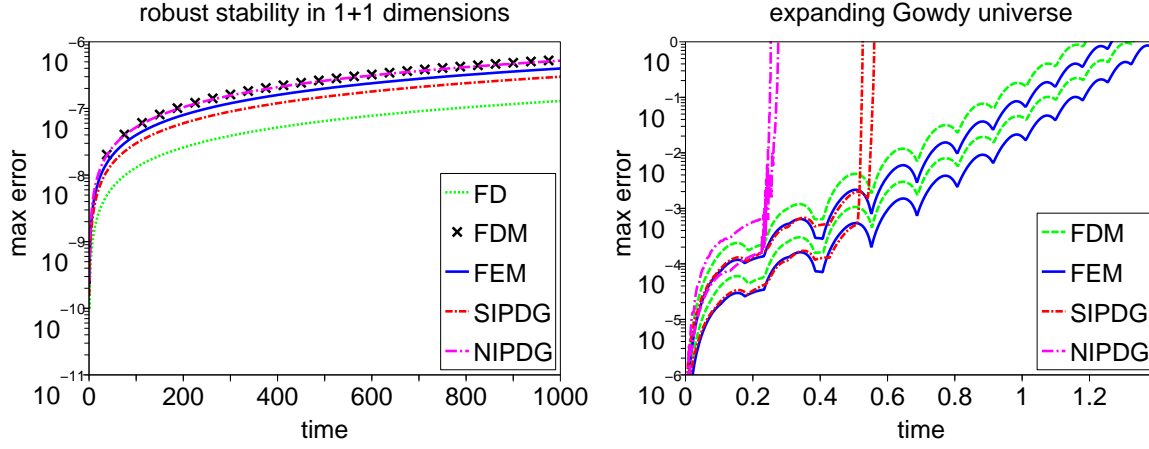 robust stability in 1+1 dimensions
max error
10 −6
10 −7
10 −8
10 −9
10 −10
10 −11
0 200 400 600 800 1000
time
FD
FDM
FEM
SIPDG
NIPDG
expanding Gowdy universe
max error
10 0
10 −1
10 −2
10 −3
10 −4
10 −5
10 −6
0 0.2 0.4 0.6 0.8 1 1.2
time
FDM
FEM
SIPDG
NIPDG